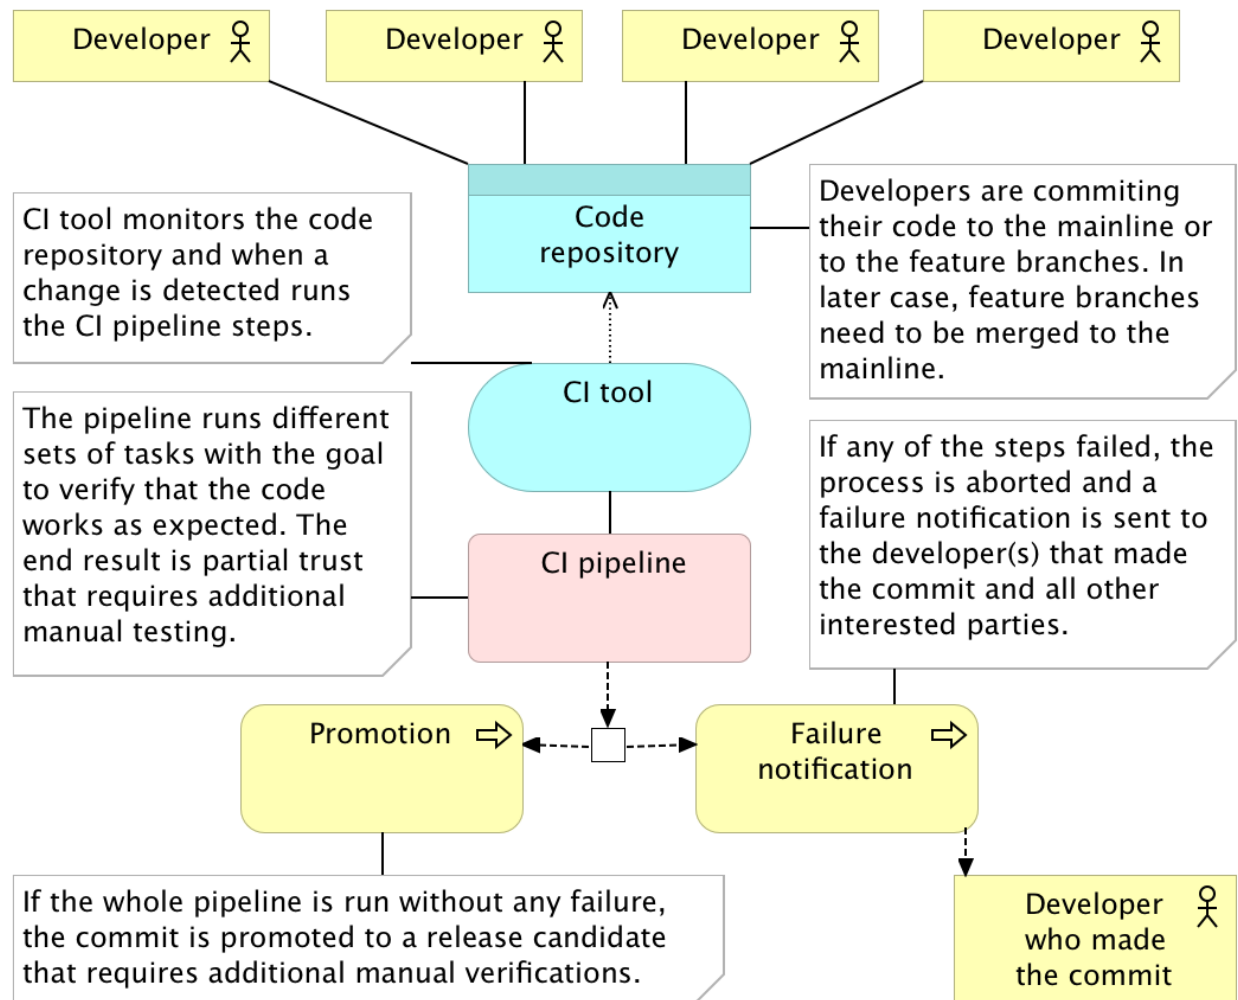 Developer
Developer
Developer
Developer
Code
repository
CI tool monitors the code
repository and when a
change is detected runs
the CI pipeline steps.
Developers are commiting
their code to the mainline or
to the feature branches. In
later case, feature branches
need to be merged to the
mainline.
CI tool
The pipeline runs different
sets of tasks with the goal
to verify that the code
works as expected. The
end result is partial trust
that requires additional
manual testing.
If any of the steps failed, the
process is aborted and a
failure notification is sent to
the developer(s) that made
the commit and all other
interested parties.
CI pipeline
Promotion
Failure
notification
If the whole pipeline is run without any failure,
the commit is promoted to a release candidate
that requires additional manual verifications.
Developer
who made
the commit